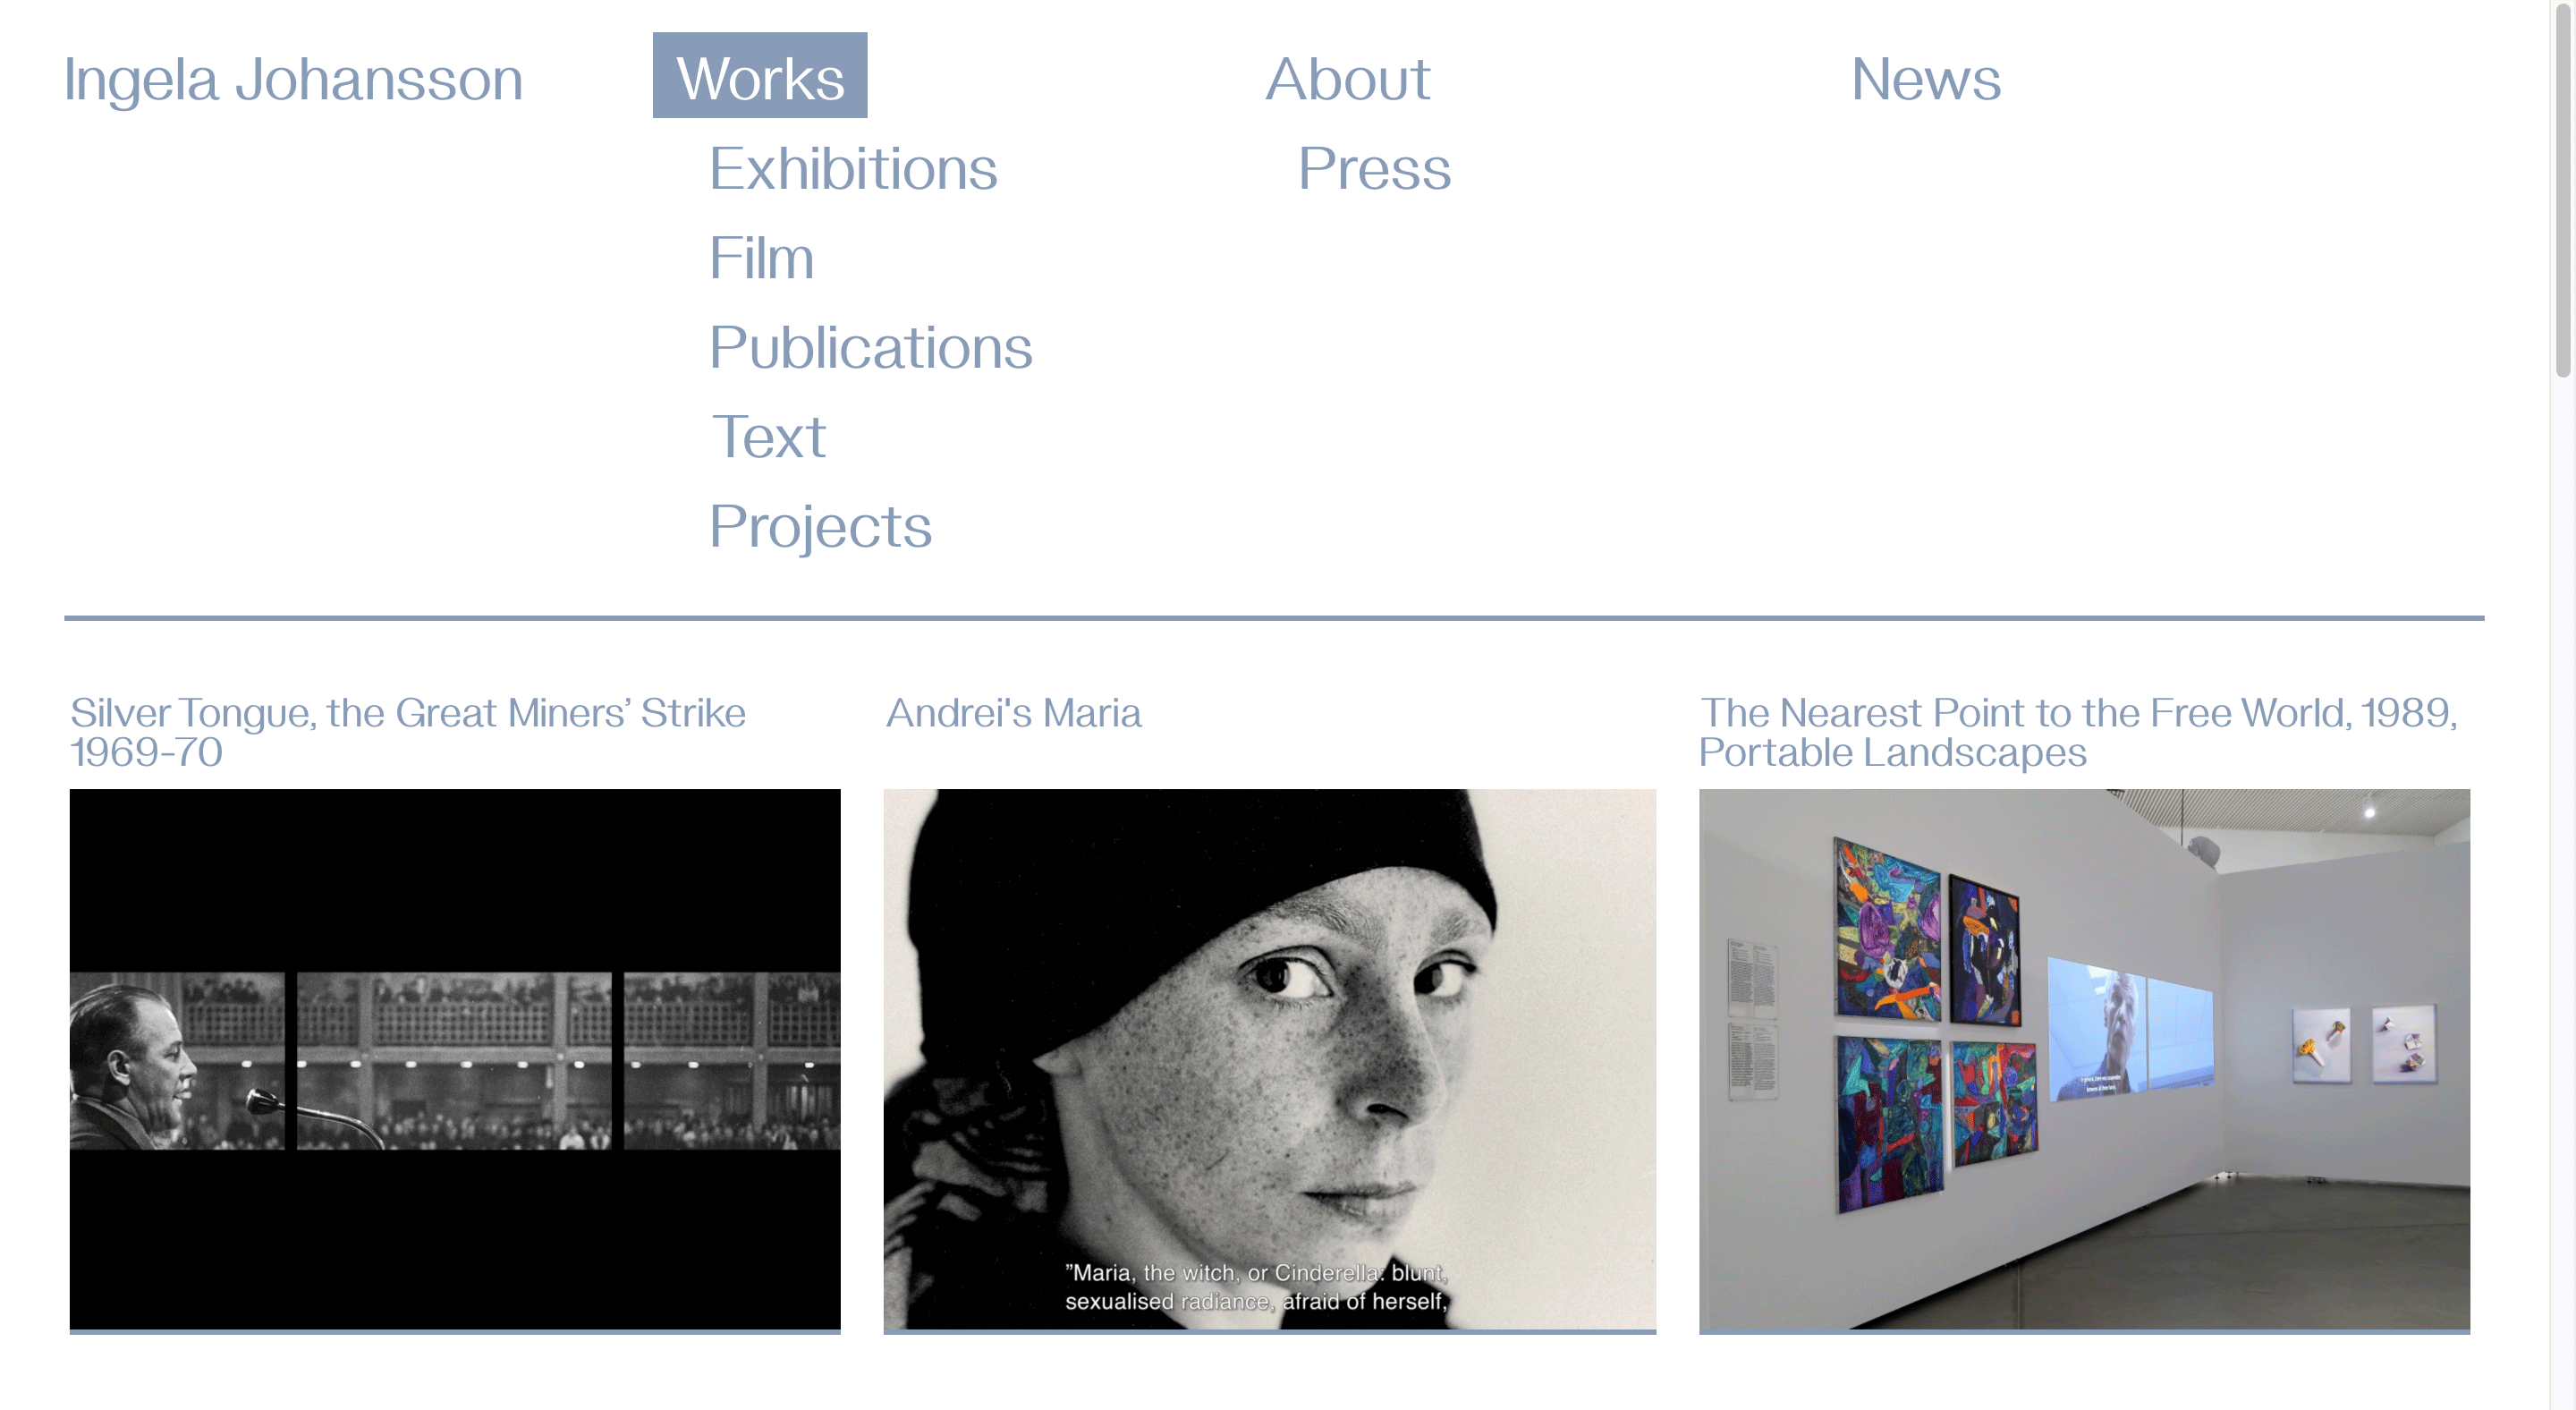 Ingela Johansson
Works
About
News
Exhibitions
Press
Film
Publications
Text
Projects
Silver Tongue, the Great Miners’ Strike
1969-70
Andrei's Maria
The Nearest Point to the Free World, 1989,
Portable Landscapes
”Maria, the witch, or Cinderella: blunt,
sexualised radiance, afraid of herself,